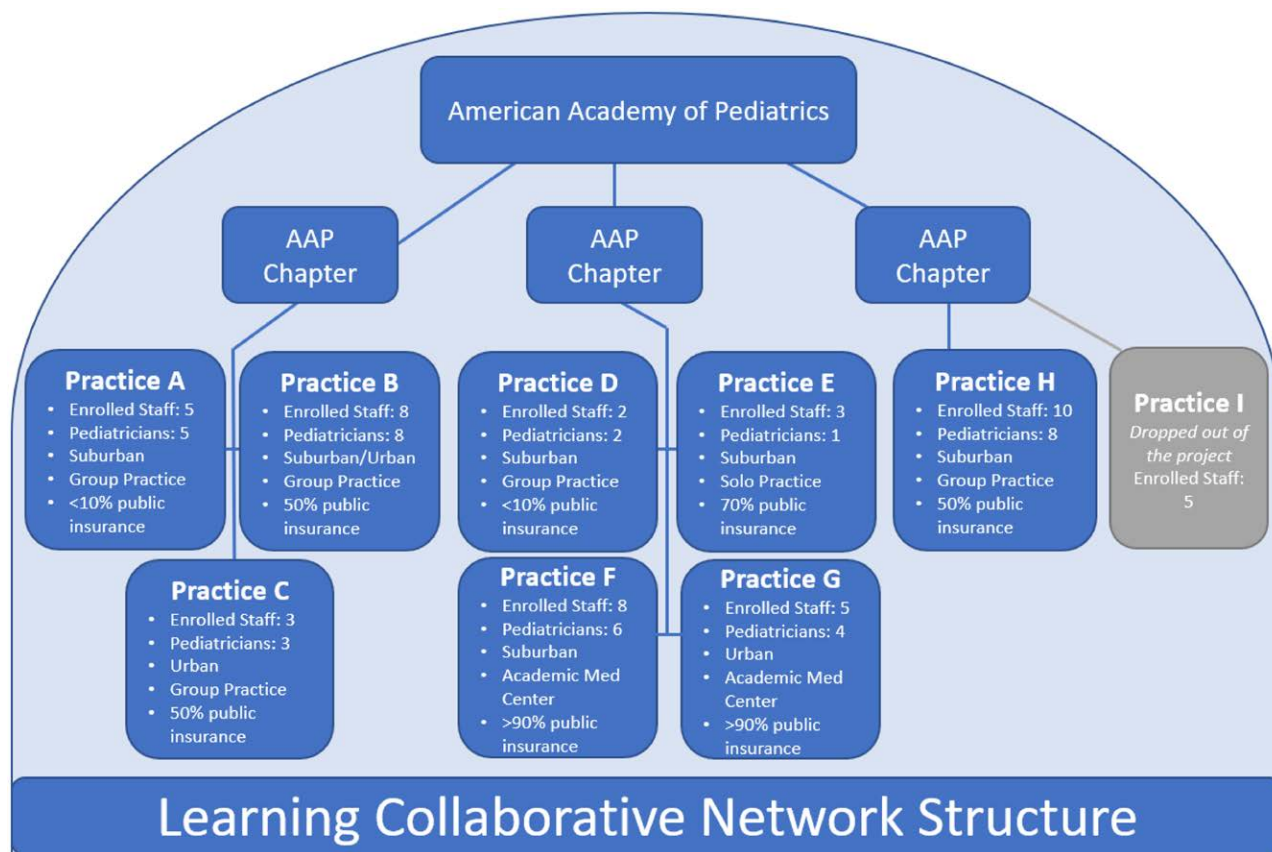 American Academy of Pediatrics
AAP
Chapter
AAP
Chapter
AAP
Chapter
Practice A
• Enrolled Staff: 5
• Pediatricians: 5
• Suburban
• Group Practice
• <10% public
insurance
Practice B
• Enrolled Staff: 8
• Pediatricians: 8
• Suburban/Urban
• Group Practice
• 50% public
insurance
Practice C
• Enrolled Staff: 3
• Pediatricians: 3
• Urban
• Group Practice
• 50% public
insurance
Practice D
• Enrolled Staff: 2
• Pediatricians: 2
• Suburban
• Group Practice
• <10% public
insurance
Practice E
• Enrolled Staff: 3
• Pediatricians: 1
• Suburban
• Solo Practice
• 70% public
insurance
Practice F
• Enrolled Staff: 8
• Pediatricians: 6
• Suburban
• Academic Med
Center
• >90% public
insurance
Practice G
• Enrolled Staff: 5
• Pediatricians: 4
• Urban
• Academic Med
Center
• >90% public
insurance
Practice H
• Enrolled Staff: 10
• Pediatricians: 8
• Suburban
• Group Practice
• 50% public
insurance
Practice I
Dropped out of
the project
Enrolled Staff:
5
Learning Collaborative Network Structure